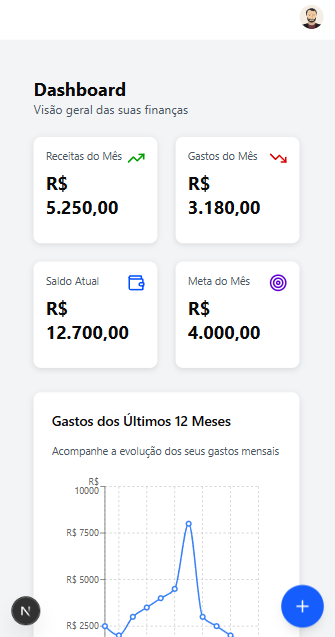 Dashboard
Visão geral das suas finanças
Receitas do Mês
R$
5.250,00
Gastos do Mês
R$
3.180,00
Saldo Atual
R$
12.700,00
Meta do Mês
R$
4.000,00
Gastos dos Últimos 12 Meses
Acompanhe a evolução dos seus gastos mensais
R$
10000
R$ 7500
R$ 5000
R$ 2500
N